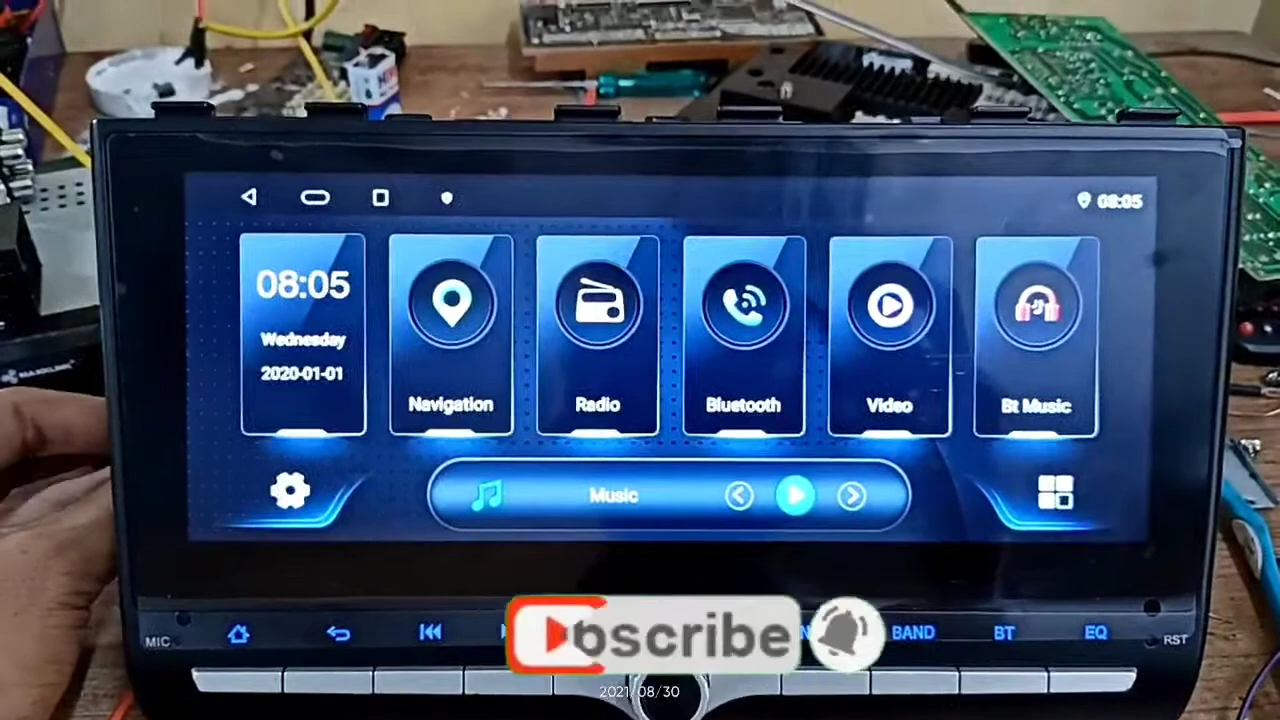 08:05
08:05
Wednesday
2020-01-01
Navigation
Radio
Bluetooth
Video
Bt Music
Music
MIC
BAND
BT
EQ
RST
bscribe
2021/08/30